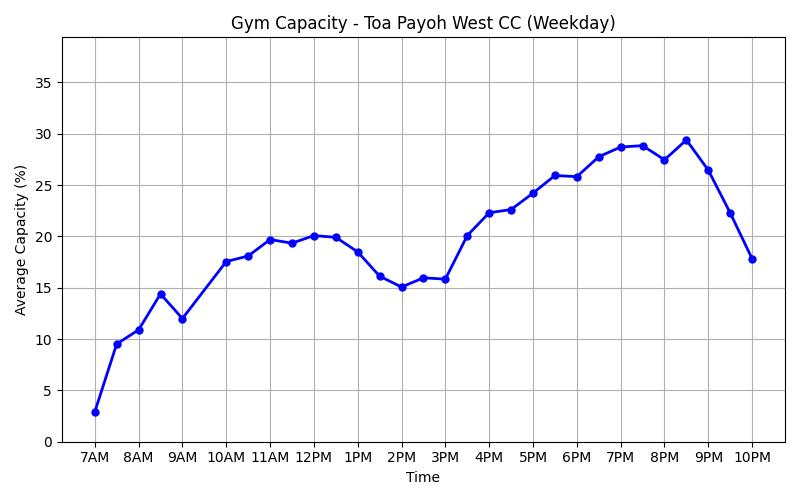 Gym Capacity - Toa Payoh West CC (Weekday)
Average Capacity (%)
35
30
25
20
15
10
5
0
7AM 8AM 9AM 10AM 11AM 12PM 1PM 2PM 3PM 4PM 5PM 6PM 7PM 8PM 9PM 10PM
Time